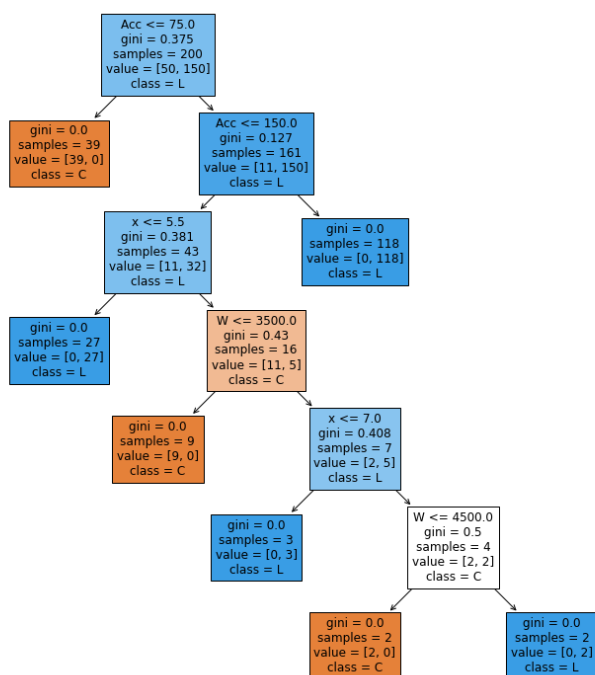 Acc <= 75.0
gini = 0.375
samples = 200
value = [50, 150]
class = L
gini = 0.0
samples = 39
value = [39, 0]
class = C
Acc <= 150.0
gini = 0.127
samples = 161
value = [11, 150]
class = L
x <= 5.5
gini = 0.381
samples = 43
value = [11, 32]
class = L
gini = 0.0
samples = 118
value = [0, 118]
class = L
gini = 0.0
samples = 27
value = [0, 27]
class = L
W <= 3500.0
gini = 0.43
samples = 16
value = [11, 5]
class = C
gini = 0.0
samples = 9
value = [9, 0]
class = C
x <= 7.0
gini = 0.408
samples = 7
value = [2, 5]
class = L
gini = 0.0
samples = 3
value = [0, 3]
class = L
W <= 4500.0
gini = 0.5
samples = 4
value = [2, 2]
class = C
gini = 0.0
samples = 2
value = [2, 0]
class = C
gini = 0.0
samples = 2
value = [0, 2]
class = L